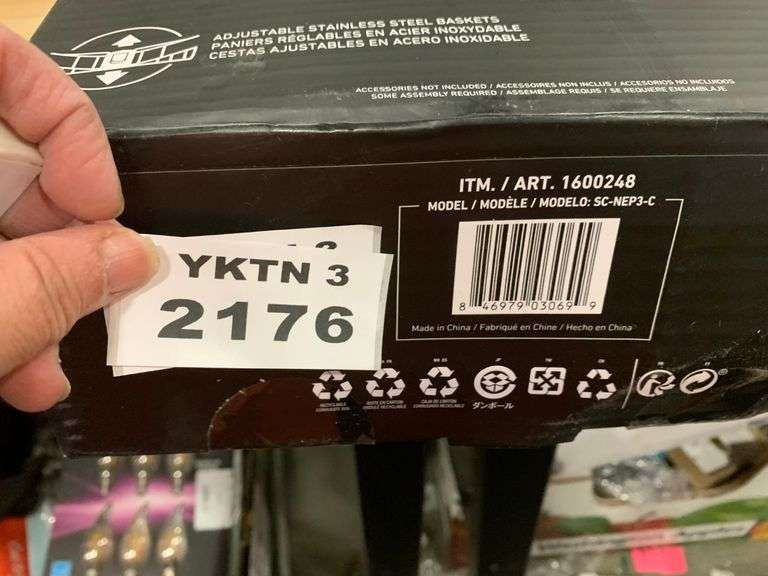 ADJUSTABLE STAINLESS STEEL BASKETS
PANIERS RÉGLABLES EN ACIER INOXYDABLE
CESTAS AJUSTABLES EN ACERO INOXIDABLE
ACCESSORIES NOT INCLUDED / ACCESSOIRES NON INCLUS / ACCESORIOS NO INCLUIDOS
SOME ASSEMBLY REQUIRED / ASSEMBLAGE REQUIS / SE REQUIERE ENSAMBLAJE.
ITM. / ART. 1600248
MODEL / MODÈLE / MODELO: SC-NEP3-C
8 46979 03069 9
Made in China / Fabriqué en Chine / Hecho en China
YKTN 3
2176
ダンボール